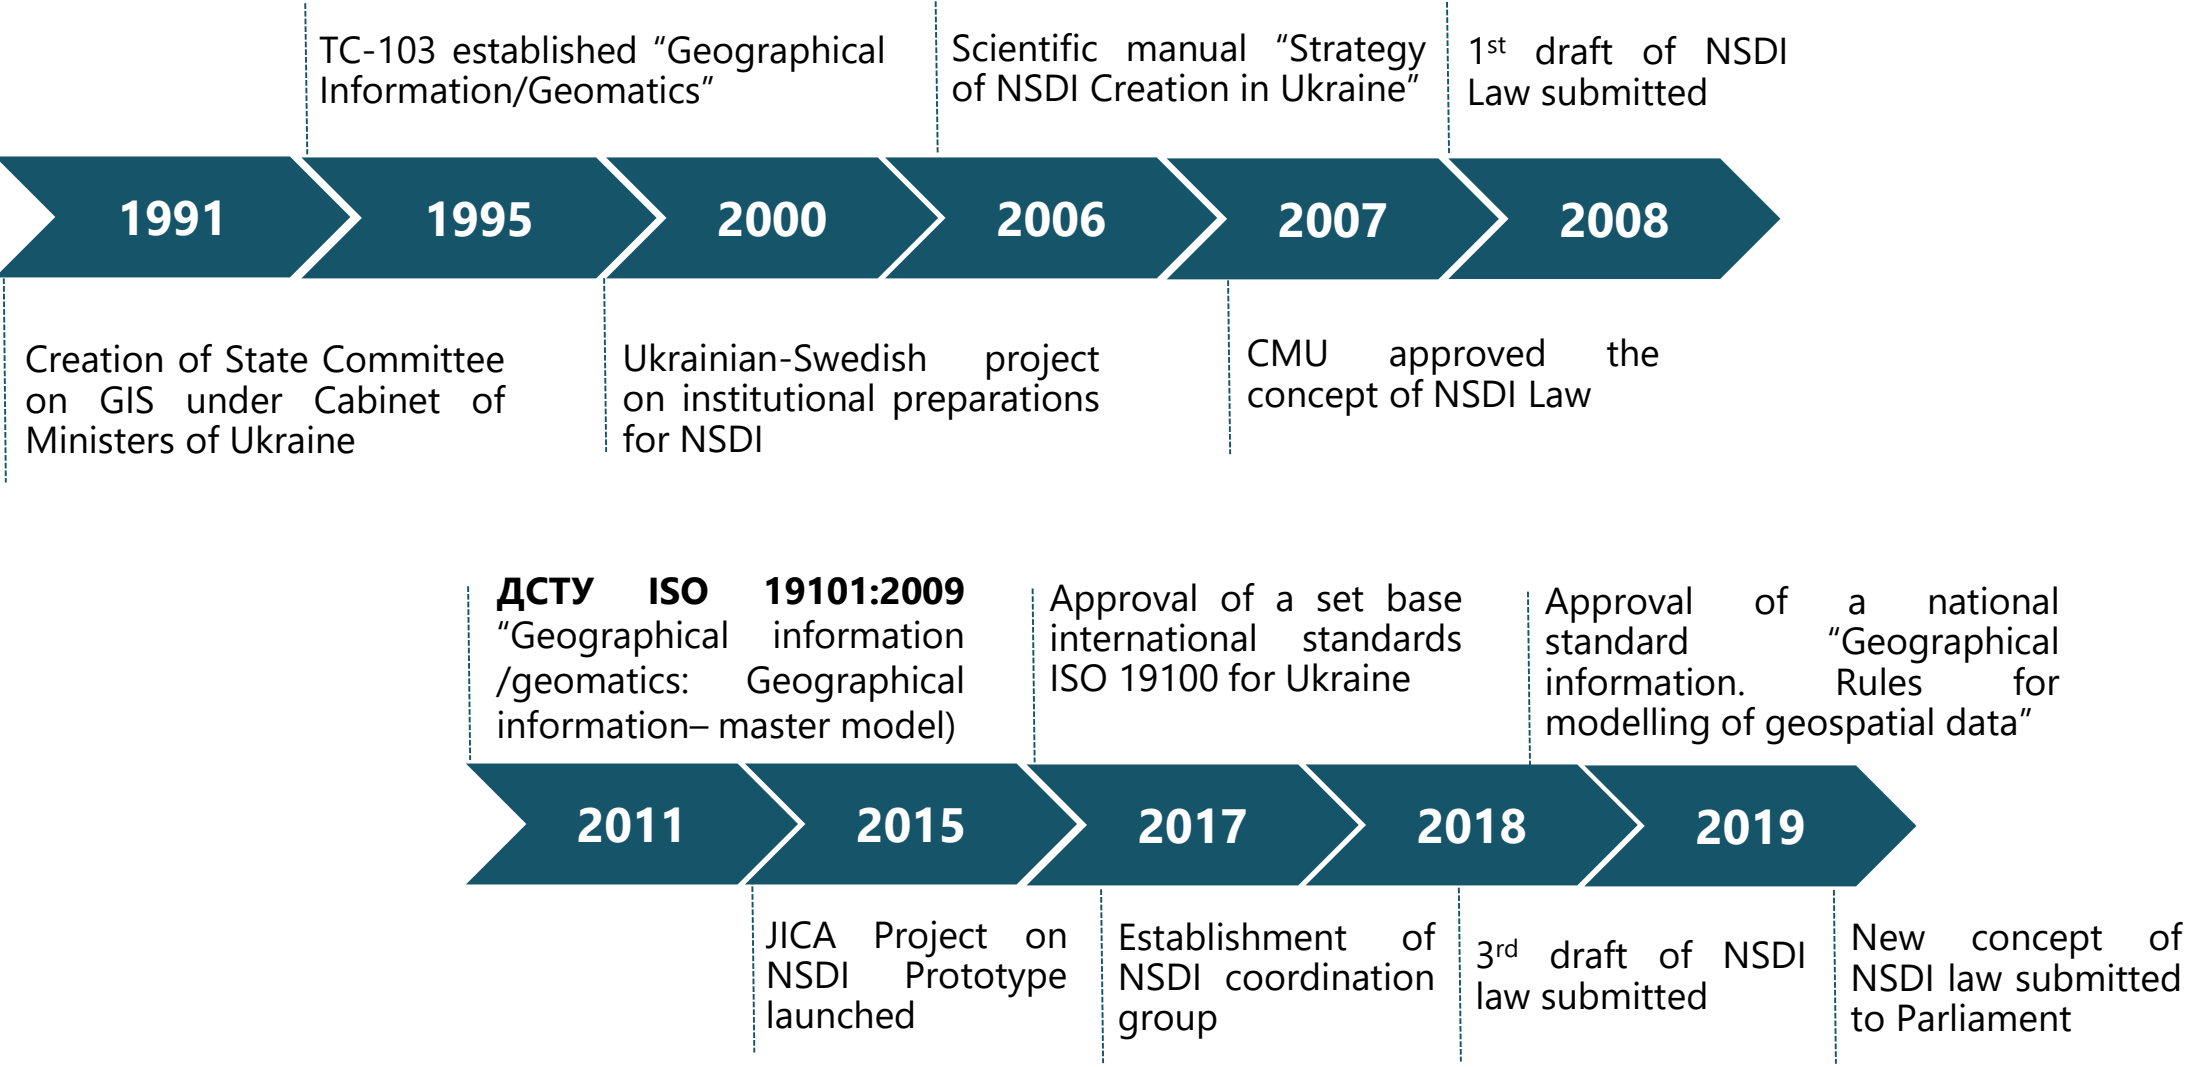 TC-103 established “Geographical
Information/Geomatics”
Scientific manual “Strategy
of NSDI Creation in Ukraine”
1st draft of NSDI
Law submitted
1991
1995
2000
2006
2007
2008
Creation of State Committee
on GIS under Cabinet of
Ministers of Ukraine
Ukrainian-Swedish project
on institutional preparations
for NSDI
CMU approved the
concept of NSDI Law
ДСТУ ISO 19101:2009
“Geographical information
/geomatics: Geographical
information– master model)
Approval of a set base
international standards
ISO 19100 for Ukraine
Approval of a national
standard “Geographical
information. Rules for
modelling of geospatial data”
2011
2015
2017
2018
2019
JICA Project on
NSDI Prototype
launched
Establishment of
NSDI coordination
group
3rd draft of NSDI
law submitted
New concept of
NSDI law submitted
to Parliament